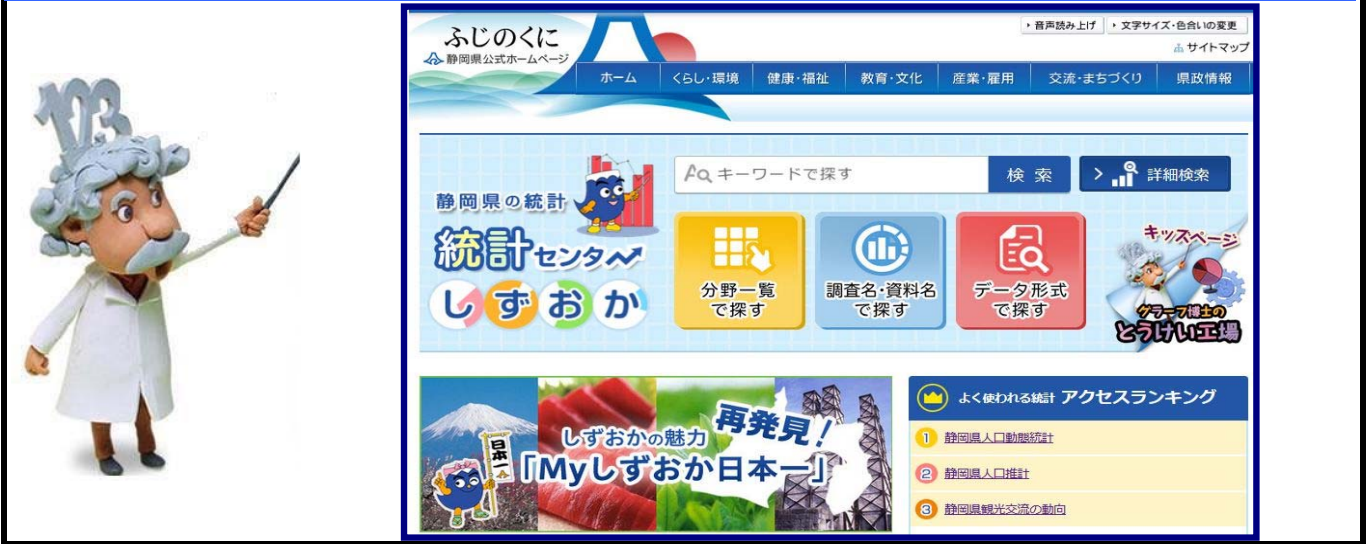 123
音声読み上げ
文字サイズ・色合いの変更
サイトマップ
ふじのくに
静岡県公式ホームページ
ホーム
くらし・環境
健康・福祉
教育・文化
産業・雇用
交流・まちづくり
県政情報
静岡県の統計
統計センター
しずおか
キーワードで探す
検索
詳細検索
分野一覧
で探す
調査名・資料名
で探す
データ形式
で探す
キッズページ
グラーフ博士の
とうけい工場
日本一
しずおかの魅力 再発見!
「Myしずおか日本一」
よく使われる統計 アクセスランキング
1 静岡県人口動態統計
2 静岡県人口推計
3 静岡県観光交流の動向